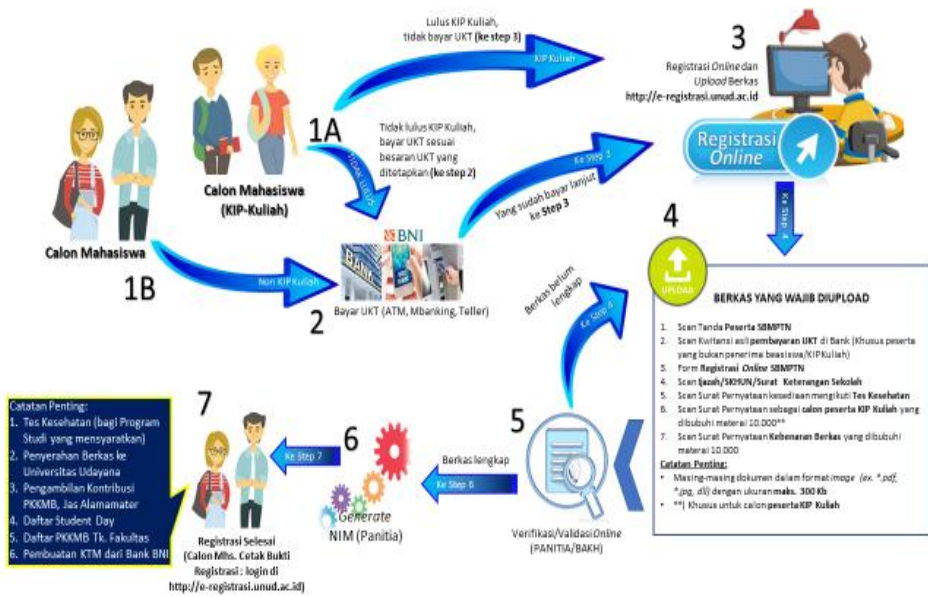 Lulus KIP Kuliah,
tidak bayar UKT (ke step 3)
KIP Kuliah
1A
Tidak lulus KIP Kuliah,
bayar UKT sesuai
besaran UKT yang
ditetapkan (ke step 2)
TIDAK LULUS
Calon Mahasiswa
(KIP-Kuliah)
Calon Mahasiswa
1B
Non KIP Kuliah
BNI
BANK
2
Bayar UKT (ATM, Mbanking, Teller)
Ke Step 3
Yang sudah bayar lanjut
ke Step 3
3
Registrasi Online dan
Upload Berkas
http://e-registrasi.unud.ac.id
Registrasi
Online
Ke Step 4
4
UPLOAD
BERKAS YANG WAJIB DIUPLOAD
1. Scan Tanda Peserta SBMPTN
2. Scan Kwitansi asli pembayaran UKT di Bank (Khusus peserta
yang bukan penerima beasiswa/KIP Kuliah)
3. Form Registrasi Online SBMPTN
4. Scan Ijazah/SKHUN/Surat Keterangan Sekolah
5. Scan Surat Pernyataan kesediaan mengikuti Tes Kesehatan
6. Scan Surat Pernyataan sebagai calon peserta KIP Kuliah yang
dibubuhi materai 10.000**
7. Scan Surat Pernyataan Kebenaran Berkas yang dibubuhi
materai 10.000
Catatan Penting:
• Masing-masing dokumen dalam format image (ex. *.pdf,
*.jpg, dll) dengan ukuran maks. 300 Kb
• **) Khusus untuk calon peserta KIP Kuliah
Berkas belum
lengkap
Ke Step 4
5
Verifikasi/Validasi Online
(PANITIA/BAKH)
Berkas lengkap
Ke Step 6
6
Generate
NIM (Panitia)
Ke Step 7
7
Registrasi Selesai
(Calon Mhs. Cetak Bukti
Registrasi : login di
http://e-registrasi.unud.ac.id)
Catatan Penting:
1. Tes Kesehatan (bagi Program
Studi yang mensyaratkan)
2. Penyerahan Berkas ke
Universitas Udayana
3. Pengambilan Kontribusi
PKKMB, Jas Alamamater
4. Daftar Student Day
5. Daftar PKKMB Tk. Fakultas
6. Pembuatan KTM dari Bank BNI